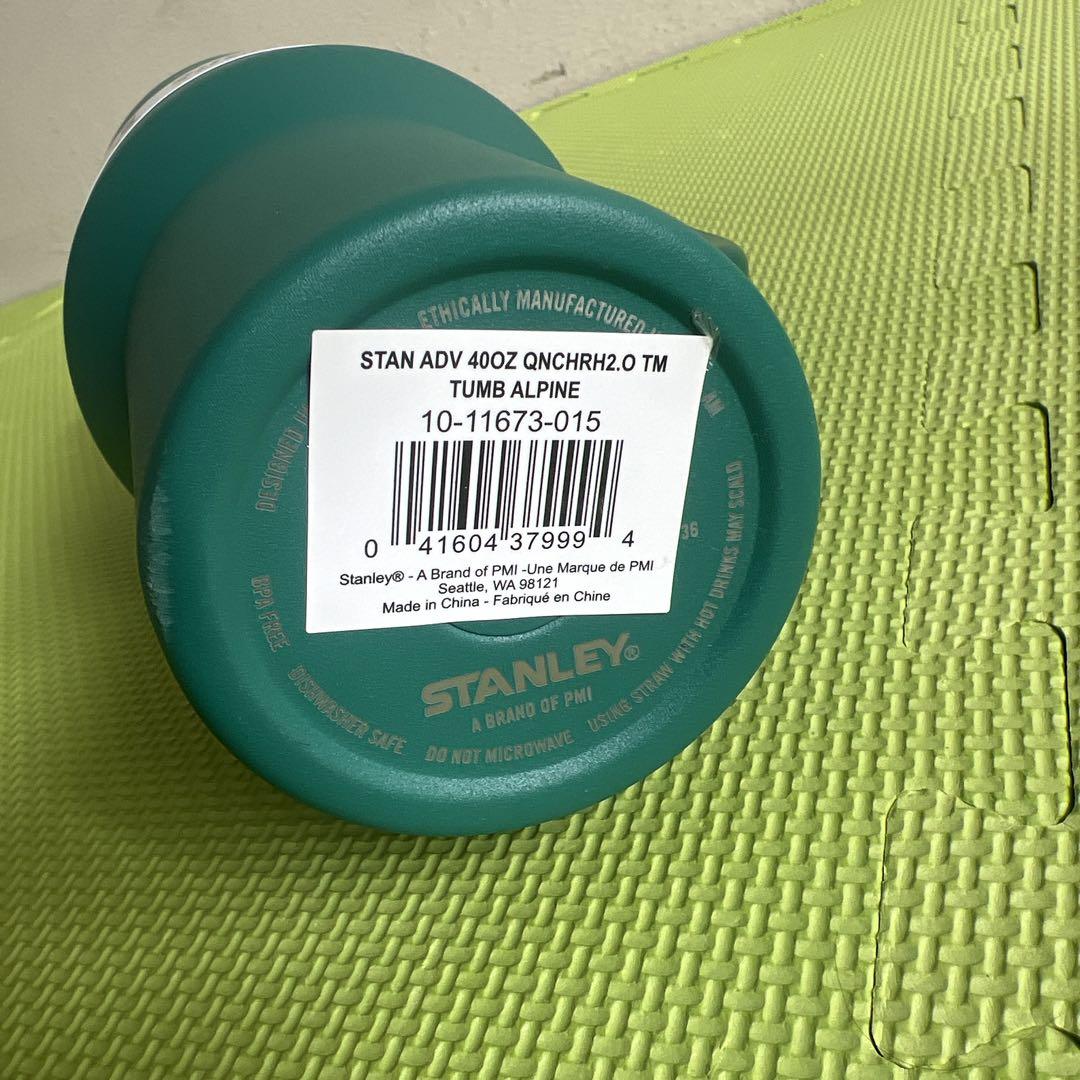 ETHICALLY MANUFACTURED
STAN ADV 40OZ QNCHRH2.O TM
TUMB ALPINE
10-11673-015
0 41604 37999 4
Stanley® - A Brand of PMI -Une Marque de PMI
Seattle, WA 98121
Made in China - Fabriqué en Chine
DESIGNED
36
BPA FREE
DISHWASHER SAFE
DO NOT MICROWAVE
USING STRAW WITH HOT DRINKS MAY SCALD
STANLEY®
A BRAND OF PMI